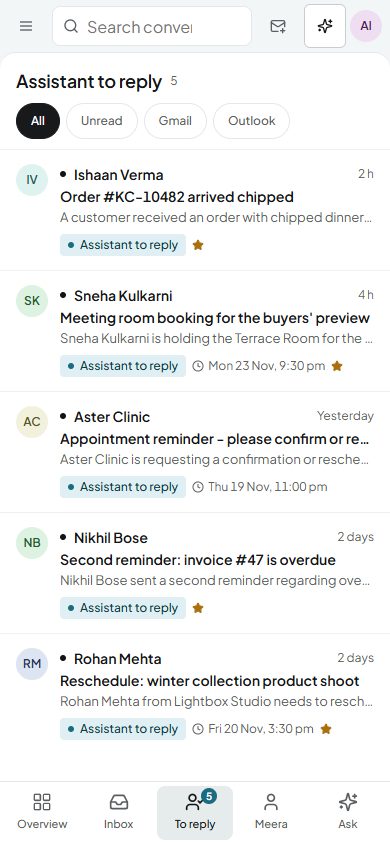 Search conver
AI
Assistant to reply 5
All Unread Gmail Outlook
IV Ishaan Verma 2 h
Order #KC-10482 arrived chipped
A customer received an order with chipped dinner…
Assistant to reply
SK Sneha Kulkarni 4 h
Meeting room booking for the buyers' preview
Sneha Kulkarni is holding the Terrace Room for the …
Assistant to reply Mon 23 Nov, 9:30 pm
AC Aster Clinic Yesterday
Appointment reminder – please confirm or re…
Aster Clinic is requesting a confirmation or resche…
Assistant to reply Thu 19 Nov, 11:00 pm
NB Nikhil Bose 2 days
Second reminder: invoice #47 is overdue
Nikhil Bose sent a second reminder regarding ove…
Assistant to reply
RM Rohan Mehta 2 days
Reschedule: winter collection product shoot
Rohan Mehta from Lightbox Studio needs to resch…
Assistant to reply Fri 20 Nov, 3:30 pm
5
Overview Inbox To reply Meera Ask